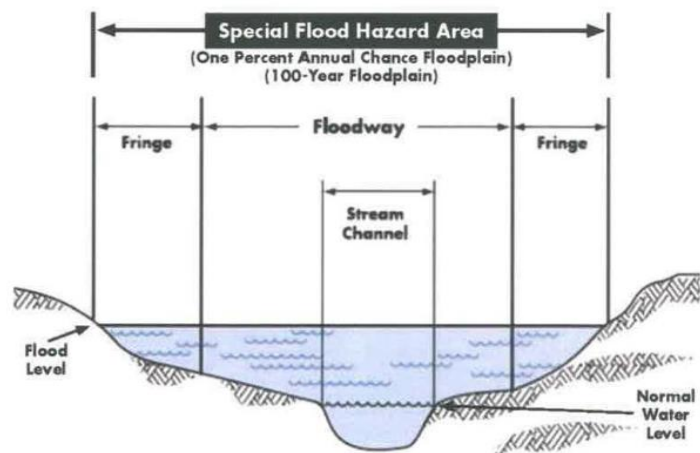 Special Flood Hazard Area
(One Percent Annual Chance Floodplain)
(100-Year Floodplain)
Fringe
Floodway
Fringe
Stream
Channel
Flood
Level
Normal
Water
Level